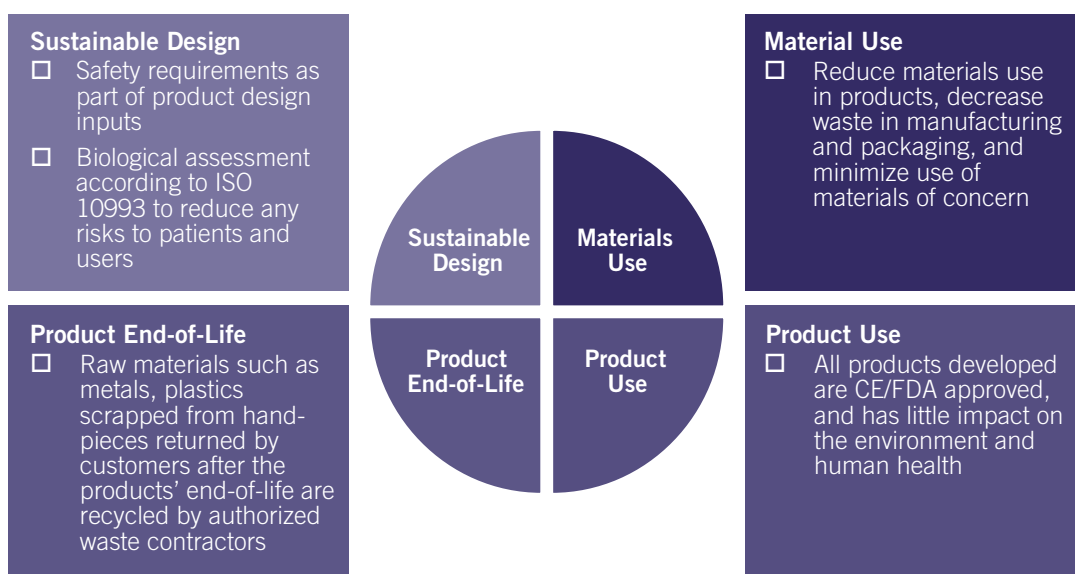 Sustainable Design
Safety requirements as
part of product design
inputs
Biological assessment
according to ISO
10993 to reduce any
risks to patients and
users
Material Use
Reduce materials use
in products, decrease
waste in manufacturing
and packaging, and
minimize use of
materials of concern
Sustainable
Design
Materials
Use
Product
End-of-Life
Product
Use
Product End-of-Life
Raw materials such as
metals, plastics
scrapped from hand-
pieces returned by
customers after the
products’ end-of-life are
recycled by authorized
waste contractors
Product Use
All products developed
are CE/FDA approved,
and has little impact on
the environment and
human health